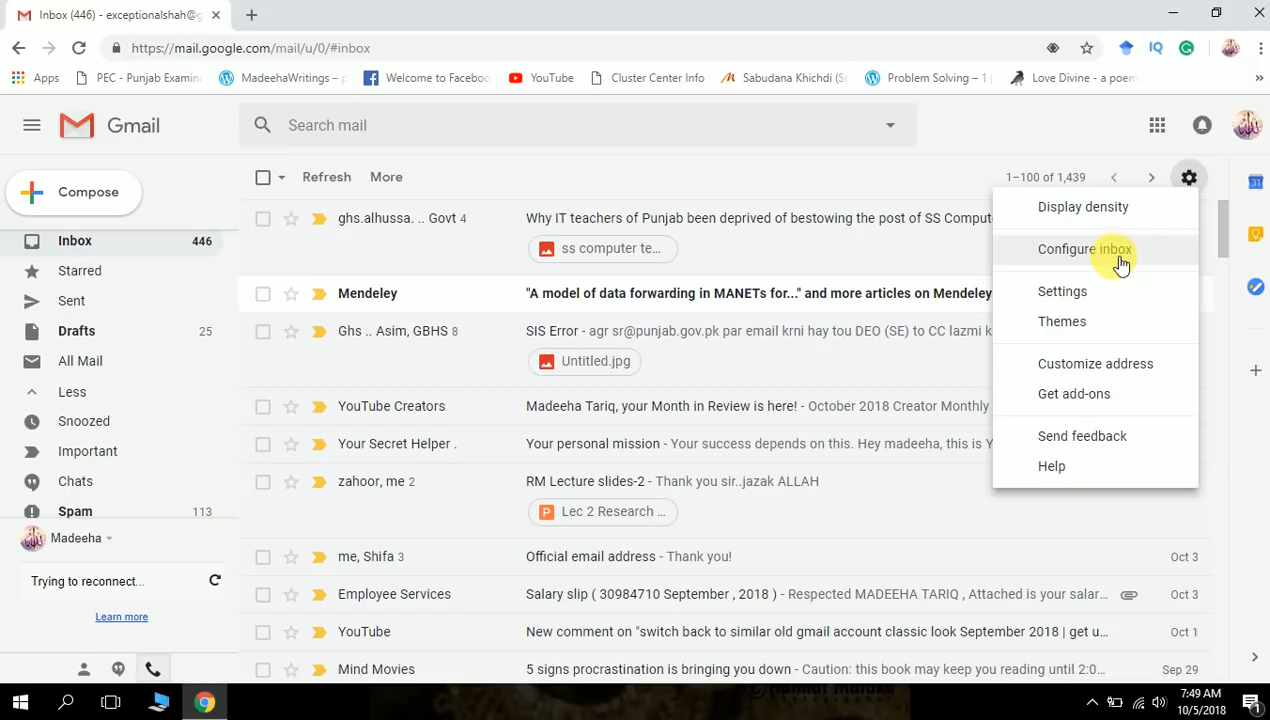 Inbox (446) - exceptionalshah@g
https://mail.google.com/mail/u/0/#inbox
Apps PEC - Punjab Examin MadeehaWritings – p Welcome to Faceboo YouTube Cluster Center Info Sabudana Khichdi (Sp Problem Solving – 1 | Love Divine - a poem »
Gmail
Search mail
Compose
Refresh More 1–100 of 1,439
Inbox 446
Starred
Sent
Drafts 25
All Mail
Less
Snoozed
Important
Chats
Spam 113
Madeeha
Trying to reconnect...
Learn more
ghs.alhussa. .. Govt 4 Why IT teachers of Punjab been deprived of bestowing the post of SS Comput
ss computer te...
Mendeley "A model of data forwarding in MANETs for..." and more articles on Mendeley
Ghs .. Asim, GBHS 8 SIS Error - agr sr@punjab.gov.pk par email krni hay tou DEO (SE) to CC lazmi k
Untitled.jpg
YouTube Creators Madeeha Tariq, your Month in Review is here! - October 2018 Creator Monthly
Your Secret Helper . Your personal mission - Your success depends on this. Hey madeeha, this is Y
zahoor, me 2 RM Lecture slides-2 - Thank you sir..jazak ALLAH
Lec 2 Research ...
me, Shifa 3 Official email address - Thank you! Oct 3
Employee Services Salary slip ( 30984710 September , 2018 ) - Respected MADEEHA TARIQ , Attached is your salar... Oct 3
YouTube New comment on "switch back to similar old gmail account classic look September 2018 | get u... Oct 1
Mind Movies 5 signs procrastination is bringing you down - Caution: this book may keep you reading until 2:0... Sep 29
Display density
Configure inbox
Settings
Themes
Customize address
Get add-ons
Send feedback
Help
31
7:49 AM
10/5/2018